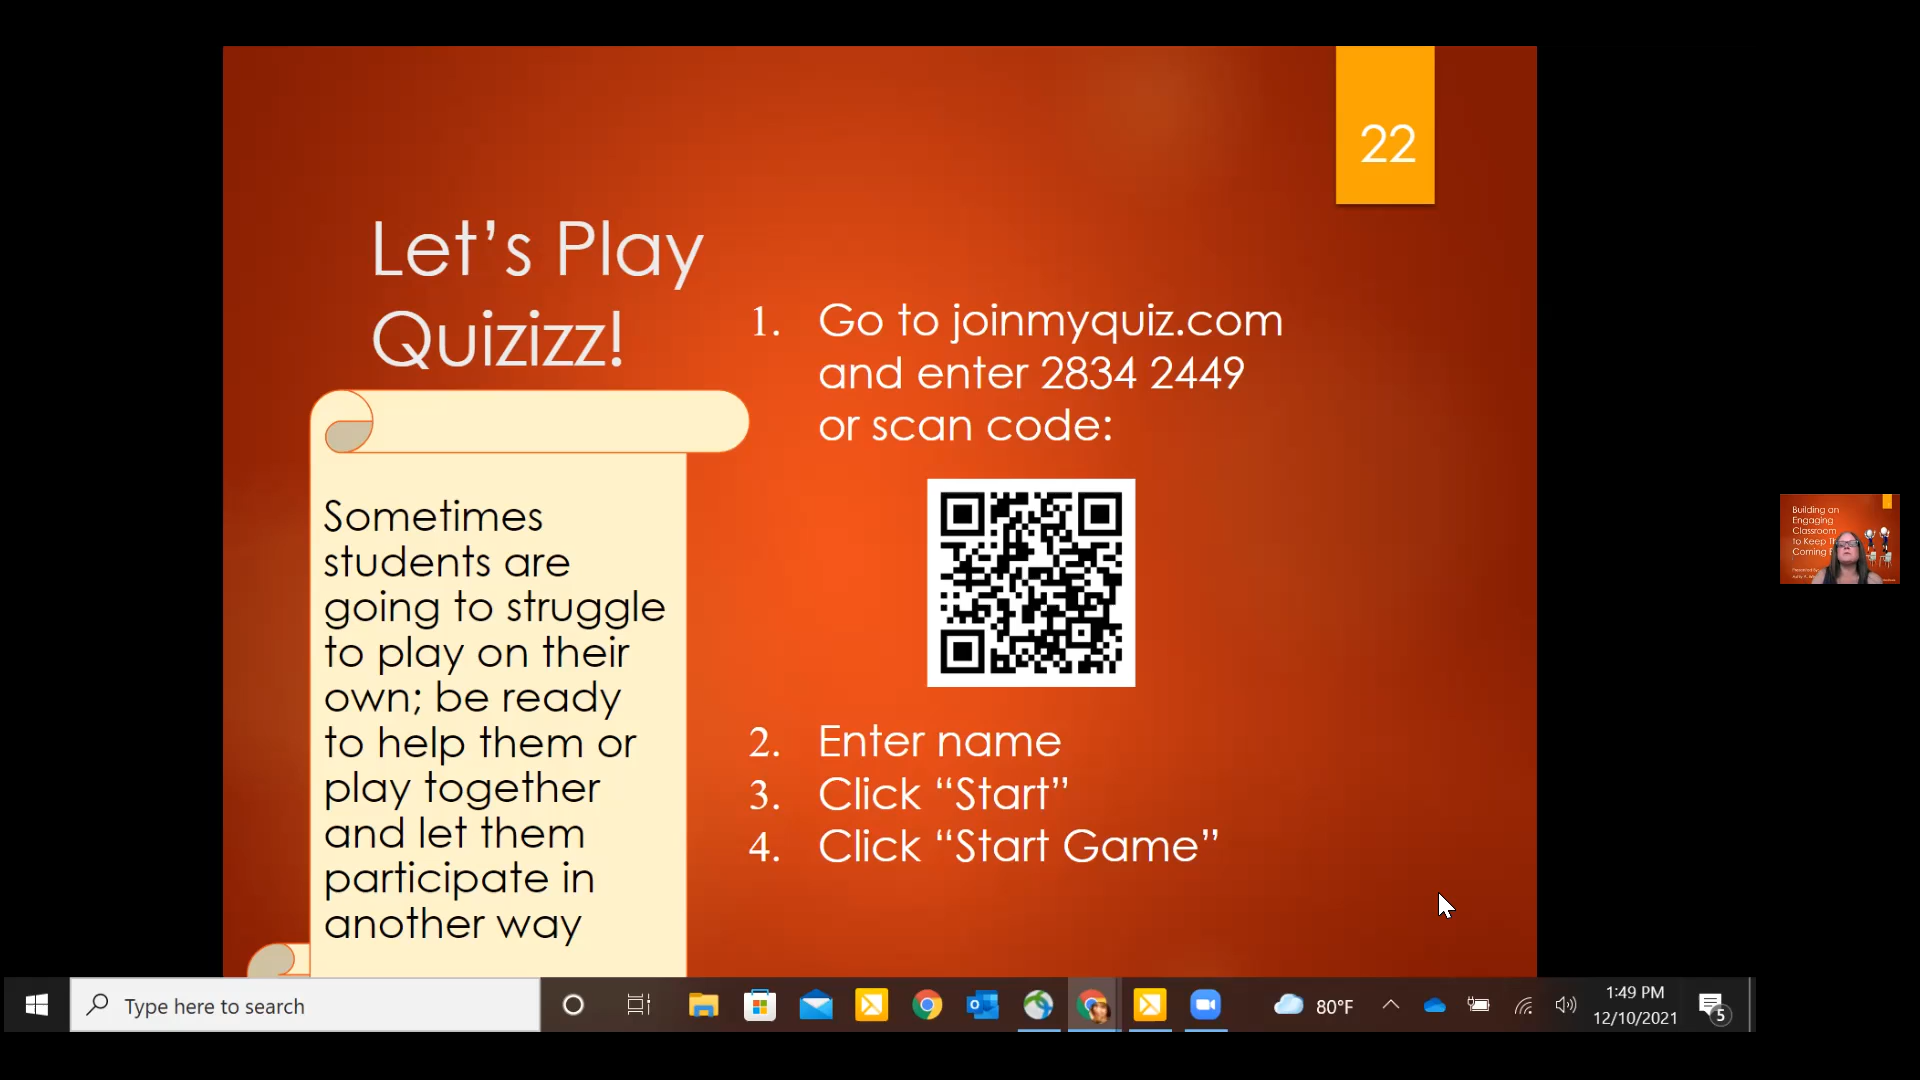 22
Let’s Play
Quizizz!
1. Go to joinmyquiz.com
and enter 2834 2449
or scan code:
2. Enter name
3. Click “Start”
4. Click “Start Game”
Sometimes
students are
going to struggle
to play on their
own; be ready
to help them or
play together
and let them
participate in
another way
Building an
Engaging
Classroom
to Keep
Coming
Type here to search
80°F
1:49 PM
12/10/2021
5